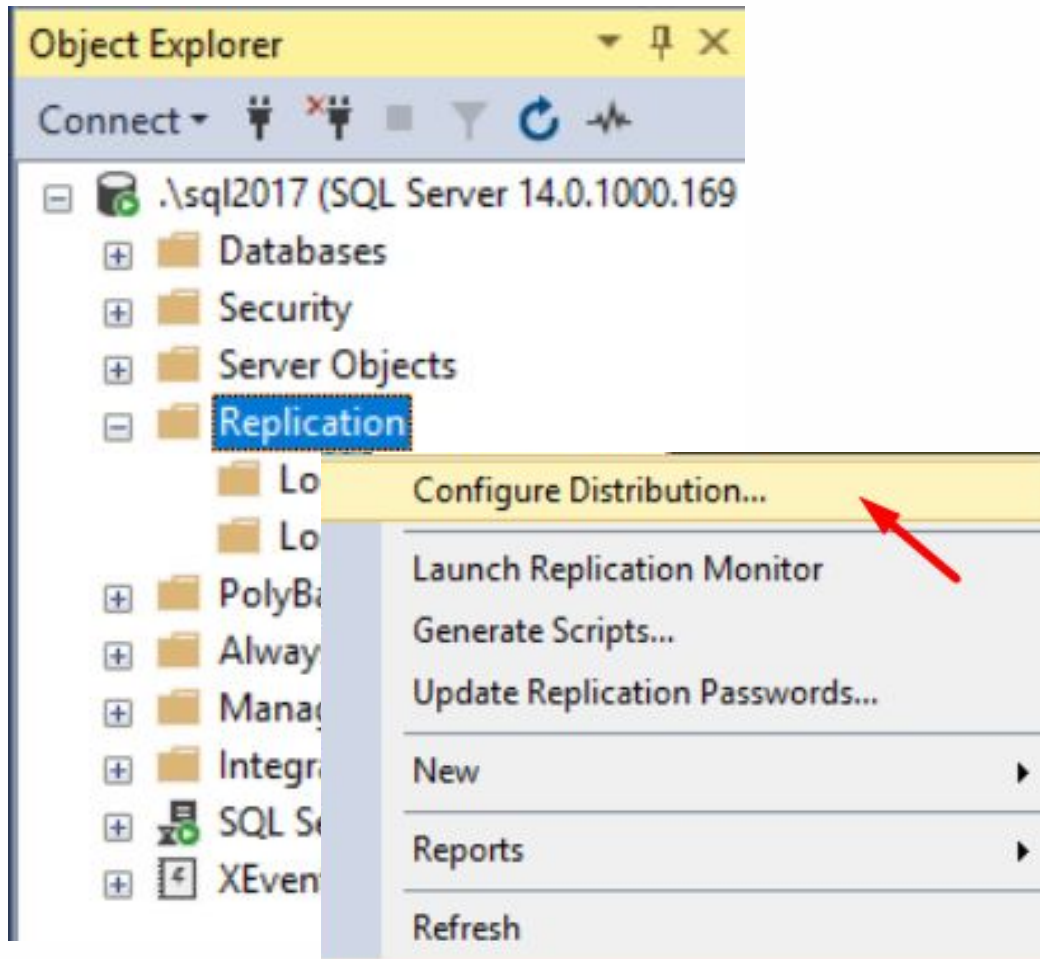 Object Explorer
Connect
.\sql2017 (SQL Server 14.0.1000.169
Databases
Security
Server Objects
Replication
Lo
Lo
PolyBa
Alway
Manag
Integr
SQL Se
XEven
Configure Distribution...
Launch Replication Monitor
Generate Scripts...
Update Replication Passwords...
New
Reports
Refresh